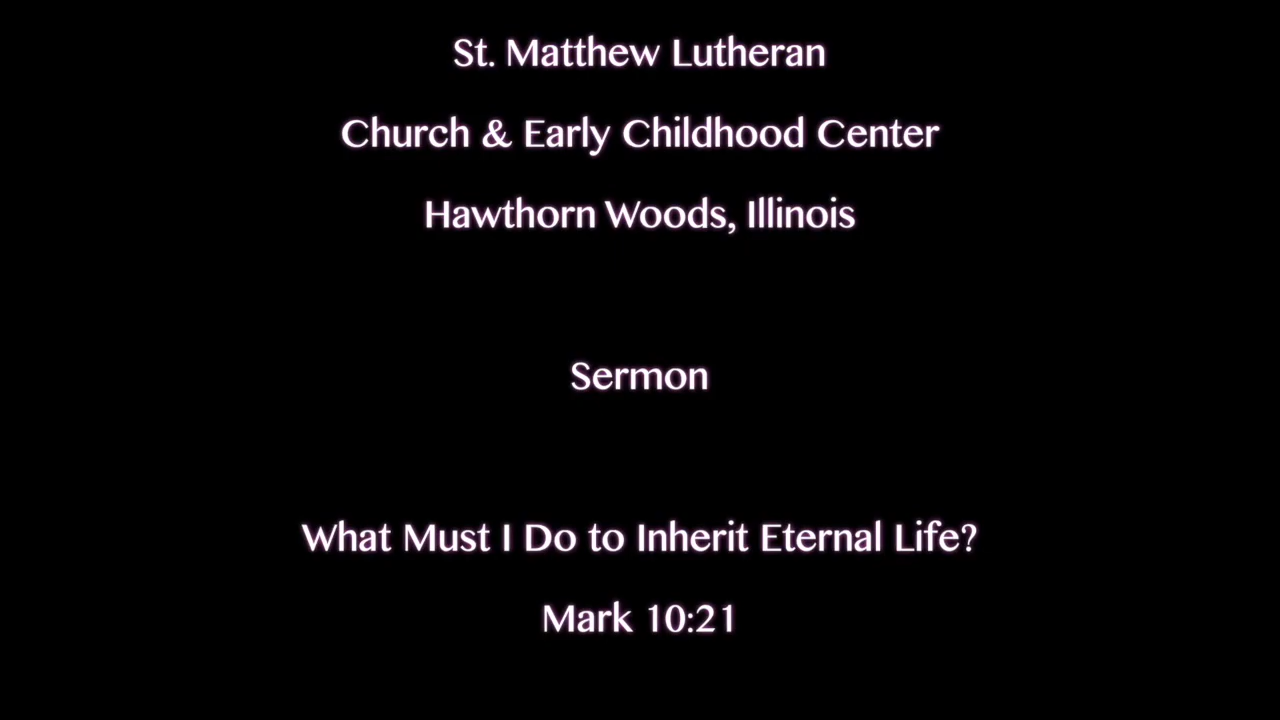 St. Matthew Lutheran
Church & Early Childhood Center
Hawthorn Woods, Illinois
Sermon
What Must I Do to Inherit Eternal Life?
Mark 10:21